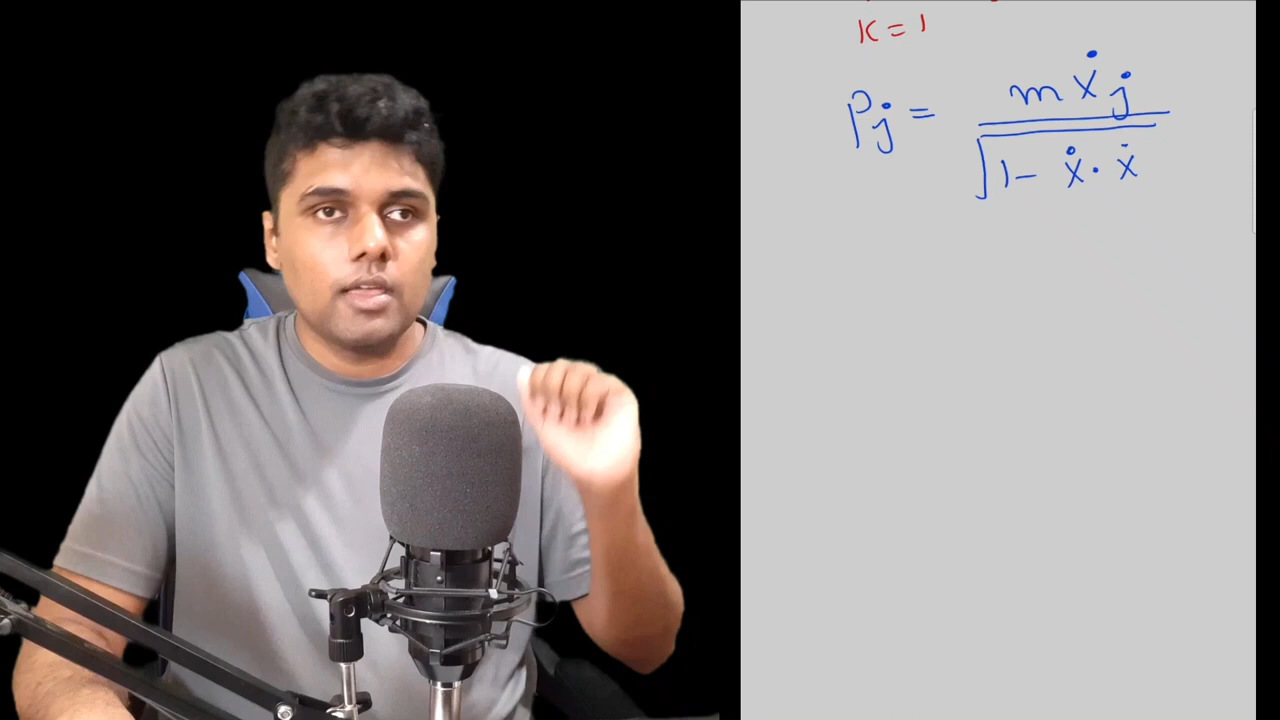 K = 1
Pj = mẋj / √(1 - ẋ · ẋ)